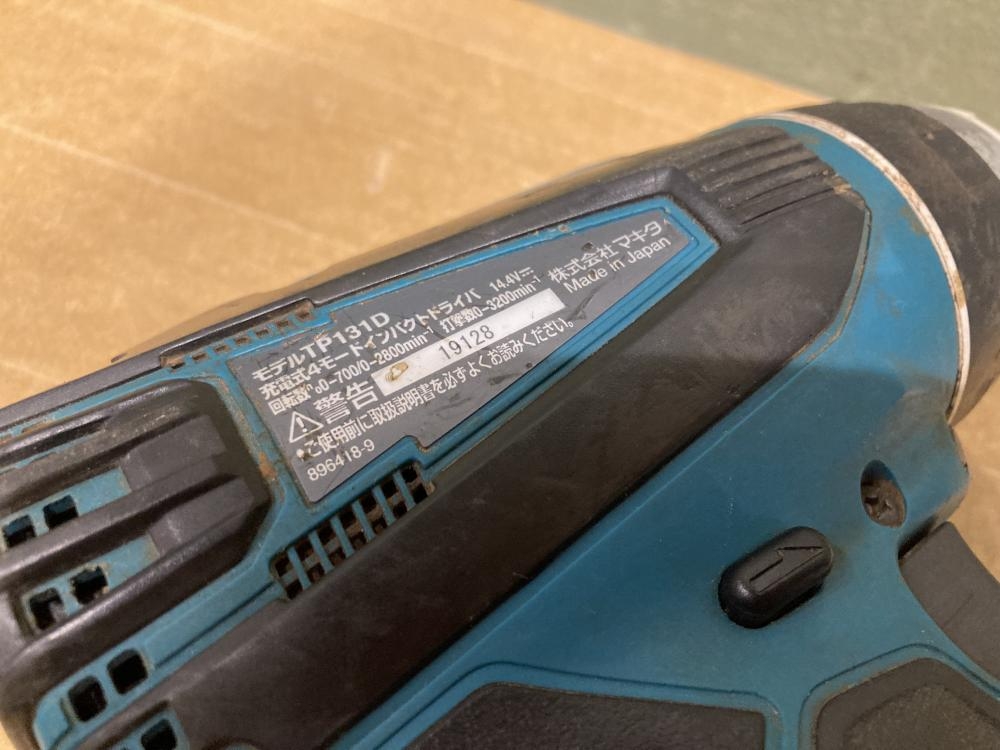 モデルTP131D
充電式4モードインパクトドライバ 14.4V⎓
株式会社マキタ
回転数0-700/0-2800min⁻¹ 打撃数0-3200min⁻¹
Made in Japan
⚠警告 19128
•ご使用前に取扱説明書を必ずよくお読みください。
896418-9